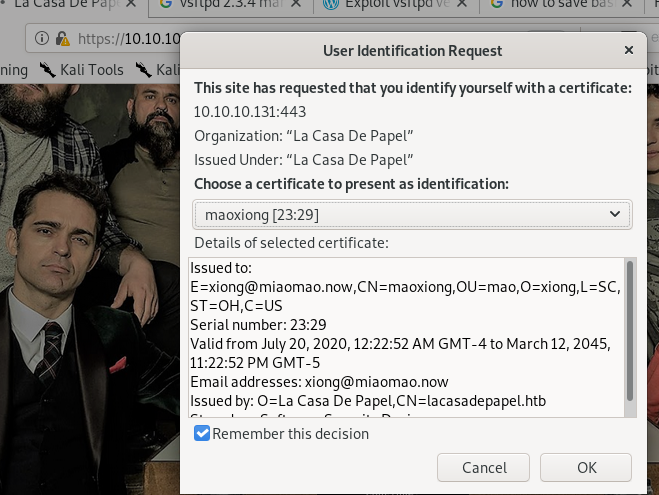 La Casa De Pap
vsftpd 2.3.4 ma
Exploit vsftpd ve
how to save bas
https://10.10.10
User Identification Request
ning Kali Tools Kali
This site has requested that you identify yourself with a certificate:
10.10.10.131:443
Organization: “La Casa De Papel”
Issued Under: “La Casa De Papel”
Choose a certificate to present as identification:
maoxiong [23:29]
Details of selected certificate:
Issued to:
E=xiong@miaomao.now,CN=maoxiong,OU=mao,O=xiong,L=SC,
ST=OH,C=US
Serial number: 23:29
Valid from July 20, 2020, 12:22:52 AM GMT-4 to March 12, 2045,
11:22:52 PM GMT-5
Email addresses: xiong@miaomao.now
Issued by: O=La Casa De Papel,CN=lacasadepapel.htb
Remember this decision
Cancel OK